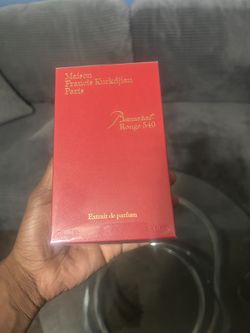 Maison
Francis Kurkdjian
Paris
Baccarat
Rouge 540
Extrait de parfum